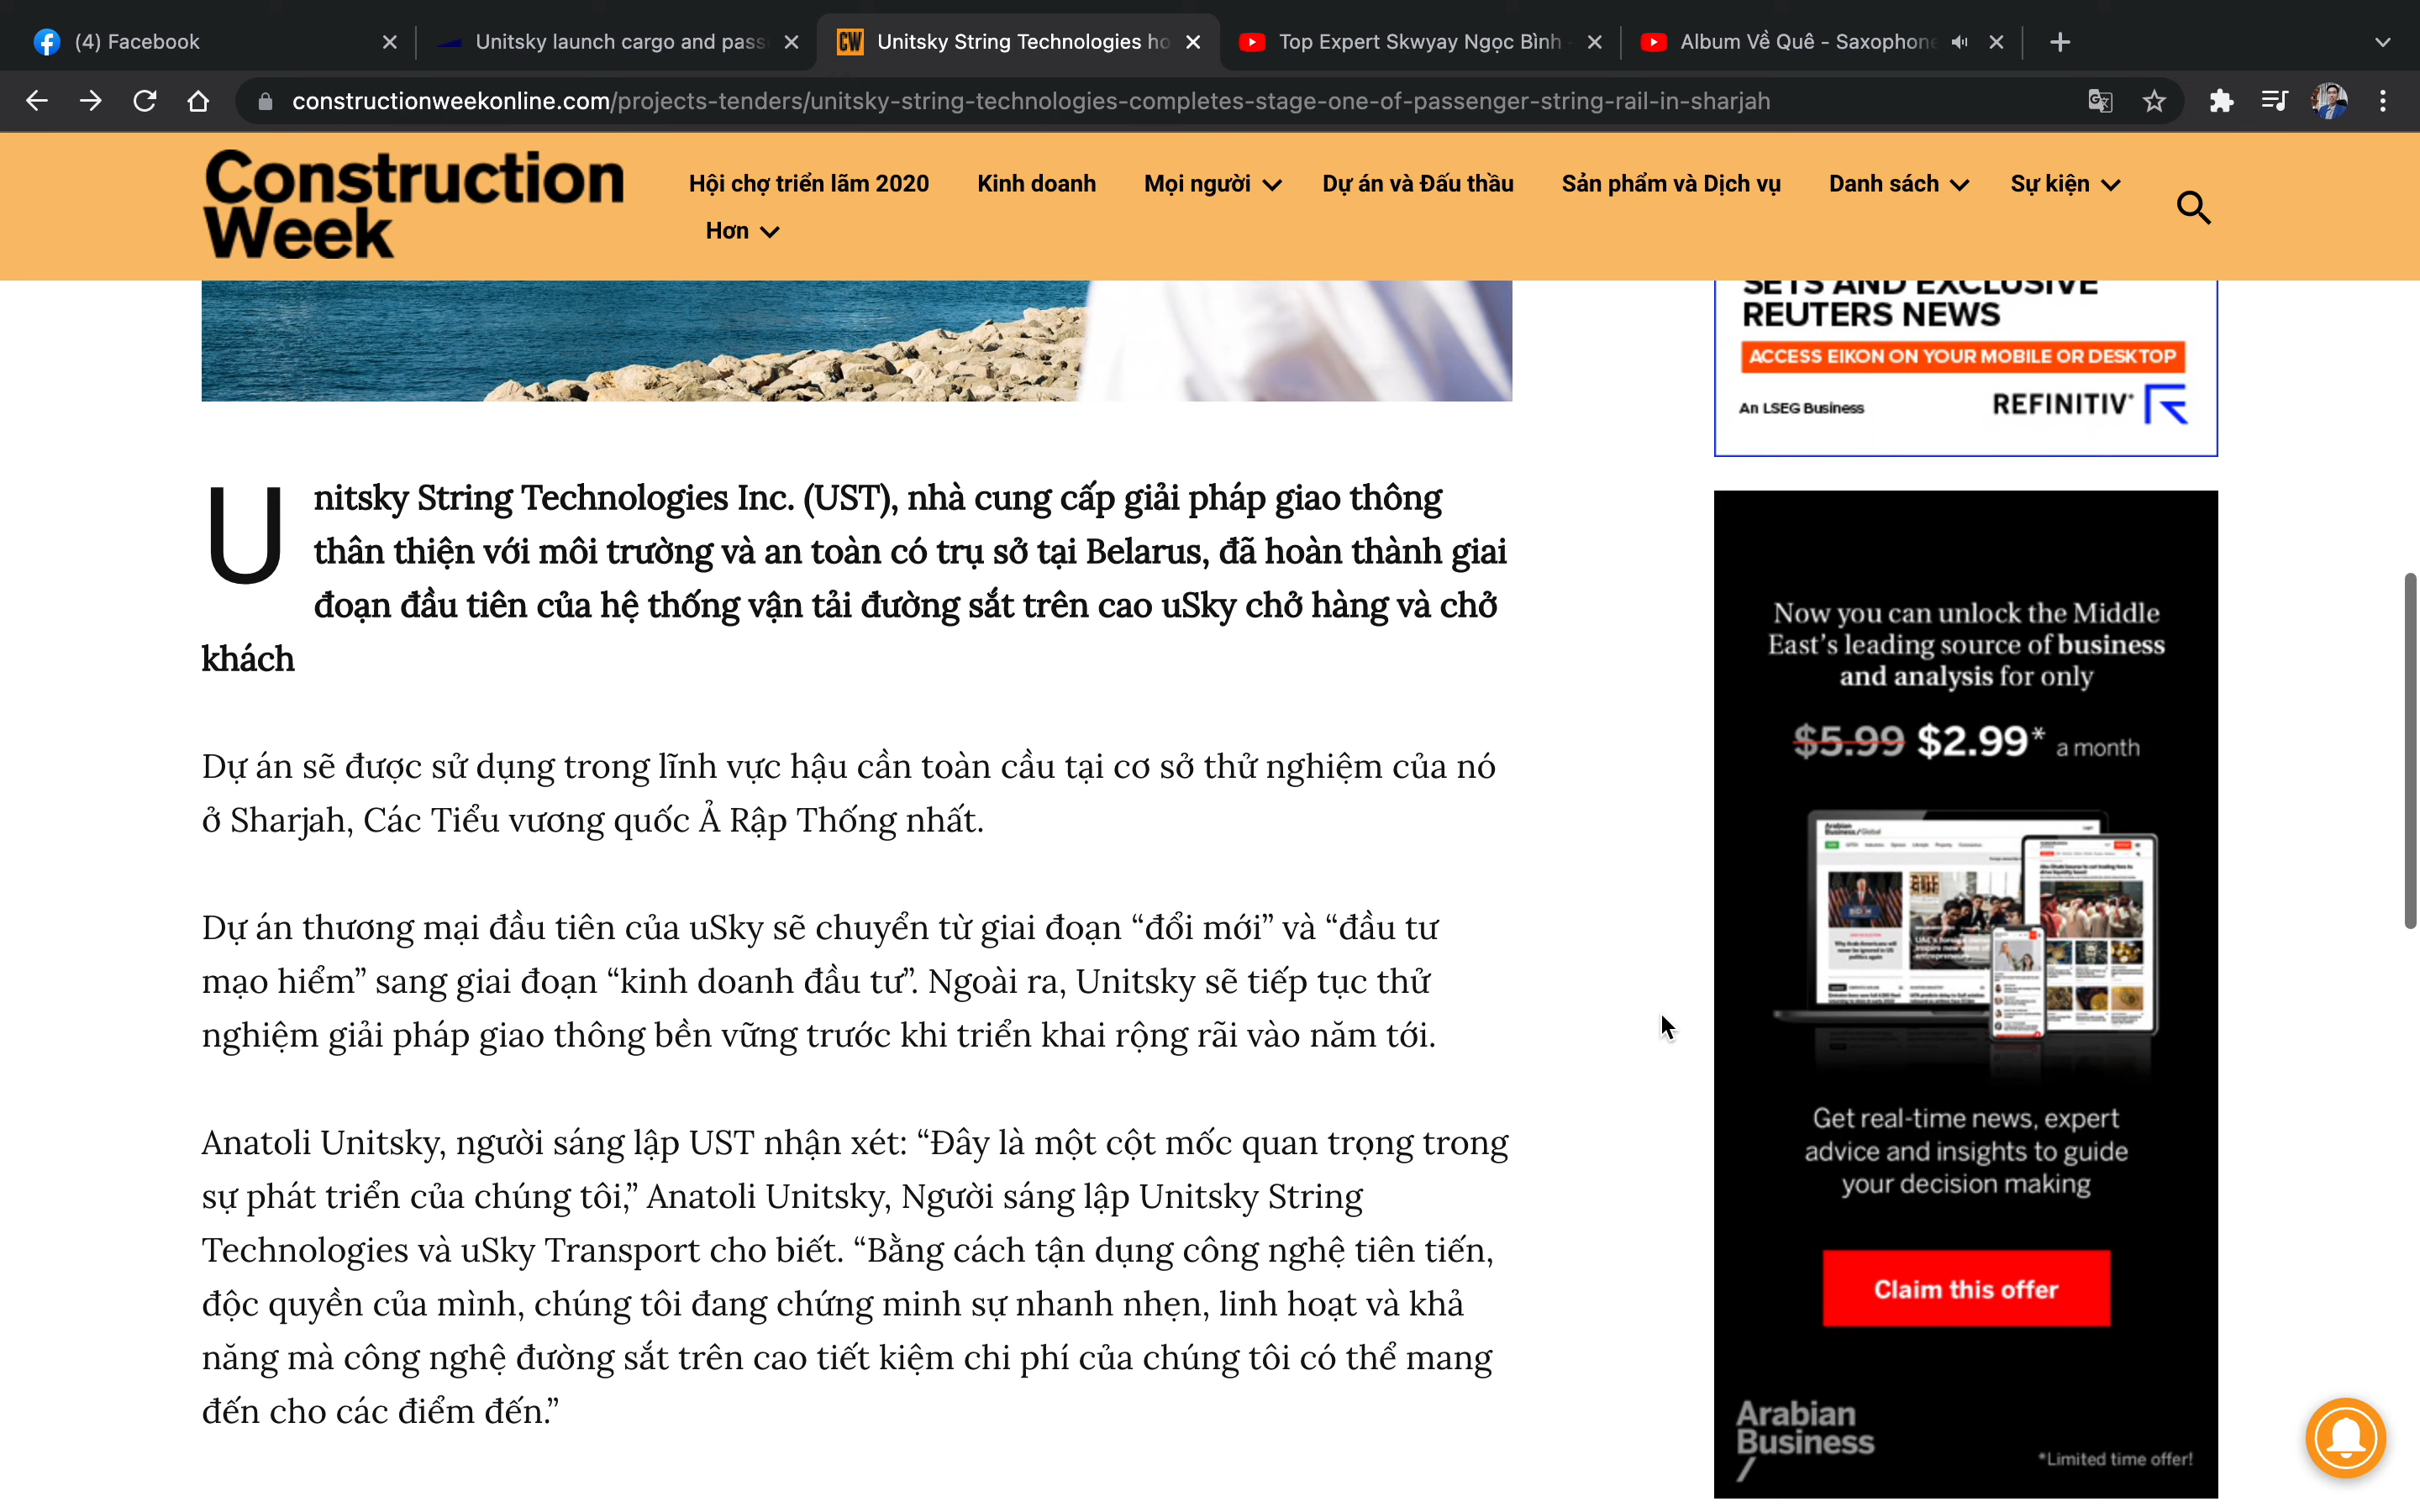 (4) Facebook
Unitsky launch cargo and pass
Unitsky String Technologies ho
Top Expert Skwyay Ngọc Bình
Album Về Quê - Saxophone
constructionweekonline.com/projects-tenders/unitsky-string-technologies-completes-stage-one-of-passenger-string-rail-in-sharjah
Construction
Week
Hội chợ triển lãm 2020
Kinh doanh
Mọi người
Dự án và Đấu thầu
Sản phẩm và Dịch vụ
Danh sách
Sự kiện
Hơn
SETS AND EXCLUSIVE
REUTERS NEWS
ACCESS EIKON ON YOUR MOBILE OR DESKTOP
An LSEG Business
REFINITIV
Unitsky String Technologies Inc. (UST), nhà cung cấp giải pháp giao thông
thân thiện với môi trường và an toàn có trụ sở tại Belarus, đã hoàn thành giai
đoạn đầu tiên của hệ thống vận tải đường sắt trên cao uSky chở hàng và chở
khách
Dự án sẽ được sử dụng trong lĩnh vực hậu cần toàn cầu tại cơ sở thử nghiệm của nó
ở Sharjah, Các Tiểu vương quốc Ả Rập Thống nhất.
Dự án thương mại đầu tiên của uSky sẽ chuyển từ giai đoạn “đổi mới” và “đầu tư
mạo hiểm” sang giai đoạn “kinh doanh đầu tư”. Ngoài ra, Unitsky sẽ tiếp tục thử
nghiệm giải pháp giao thông bền vững trước khi triển khai rộng rãi vào năm tới.
Anatoli Unitsky, người sáng lập UST nhận xét: “Đây là một cột mốc quan trọng trong
sự phát triển của chúng tôi,” Anatoli Unitsky, Người sáng lập Unitsky String
Technologies và uSky Transport cho biết. “Bằng cách tận dụng công nghệ tiên tiến,
độc quyền của mình, chúng tôi đang chứng minh sự nhanh nhẹn, linh hoạt và khả
năng mà công nghệ đường sắt trên cao tiết kiệm chi phí của chúng tôi có thể mang
đến cho các điểm đến.”
Now you can unlock the Middle
East’s leading source of business
and analysis for only
$5.99 $2.99* a month
Get real-time news, expert
advice and insights to guide
your decision making
Claim this offer
Arabian
Business
/
*Limited time offer!